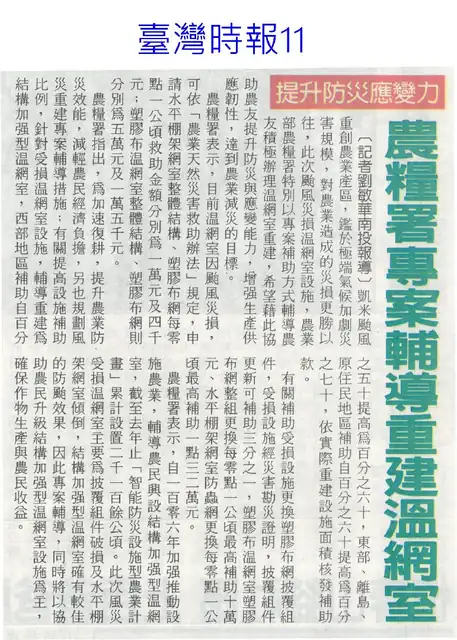 臺灣時報11
提升防災應變力
農糧署專案輔導重建溫網室
〔記者劉敏華南投報導〕凱米颱風
重創農業產區，鑑於極端氣候加劇災
害規模，對農業造成的災損更勝以
往，此次颱風災損溫網室設施，農業
部農糧署特別以專案補助方式輔導農
友積極辦理溫網室重建，希望藉此協
助農友提升防災與應變能力，增強生產供
應韌性，達到農業減災的目標。
農糧署表示，目前溫網室因颱風災損，
可依「農業天然災害救助辦法」規定，申
請水平棚架網室整體結構、塑膠布網每零
點一公頃救助金額分別為一萬元及四千
元；塑膠布溫網室整體結構、塑膠布網則
分別為五萬元及一萬五千元。
農糧署指出，為加速復耕，提升農業防
災效能，減輕農民經濟負擔，另也規劃風
災重建專案輔導措施；有關提高設施補助
比例，針對受損溫網室設施，輔導重建為
結構加強型溫網室，西部地區補助自百分
之五十提高為百分之六十，東部、離島、
原住民地區補助自百分之六十提高為百分
之七十，依實際重建設施面積核發補助
款。
有關補助受損設施更換塑膠布網披覆組
件，受損設施經災害勘災證明，披覆組件
更新可補助三分之一，塑膠布溫網室塑膠
布網整組更換每零點一公頃最高補助十萬
元、水平棚架網室防蟲網更換每零點一公
頃最高補助一點三二萬元。
農糧署表示，自一百零六年加強推動設
施農業，輔導農民興設結構加強型溫網
室，截至去年止「智能防災設施型農業計
畫」累計設置二千一百餘公頃。此次風災
受損溫網室主要為披覆組件破損及水平棚
架網室傾倒，結構加強型溫網室確有較佳
的防颱效果，因此專案輔導，同時將以協
助農民升級結構加強型溫網室設施為主，
確保作物生產與農民收益。